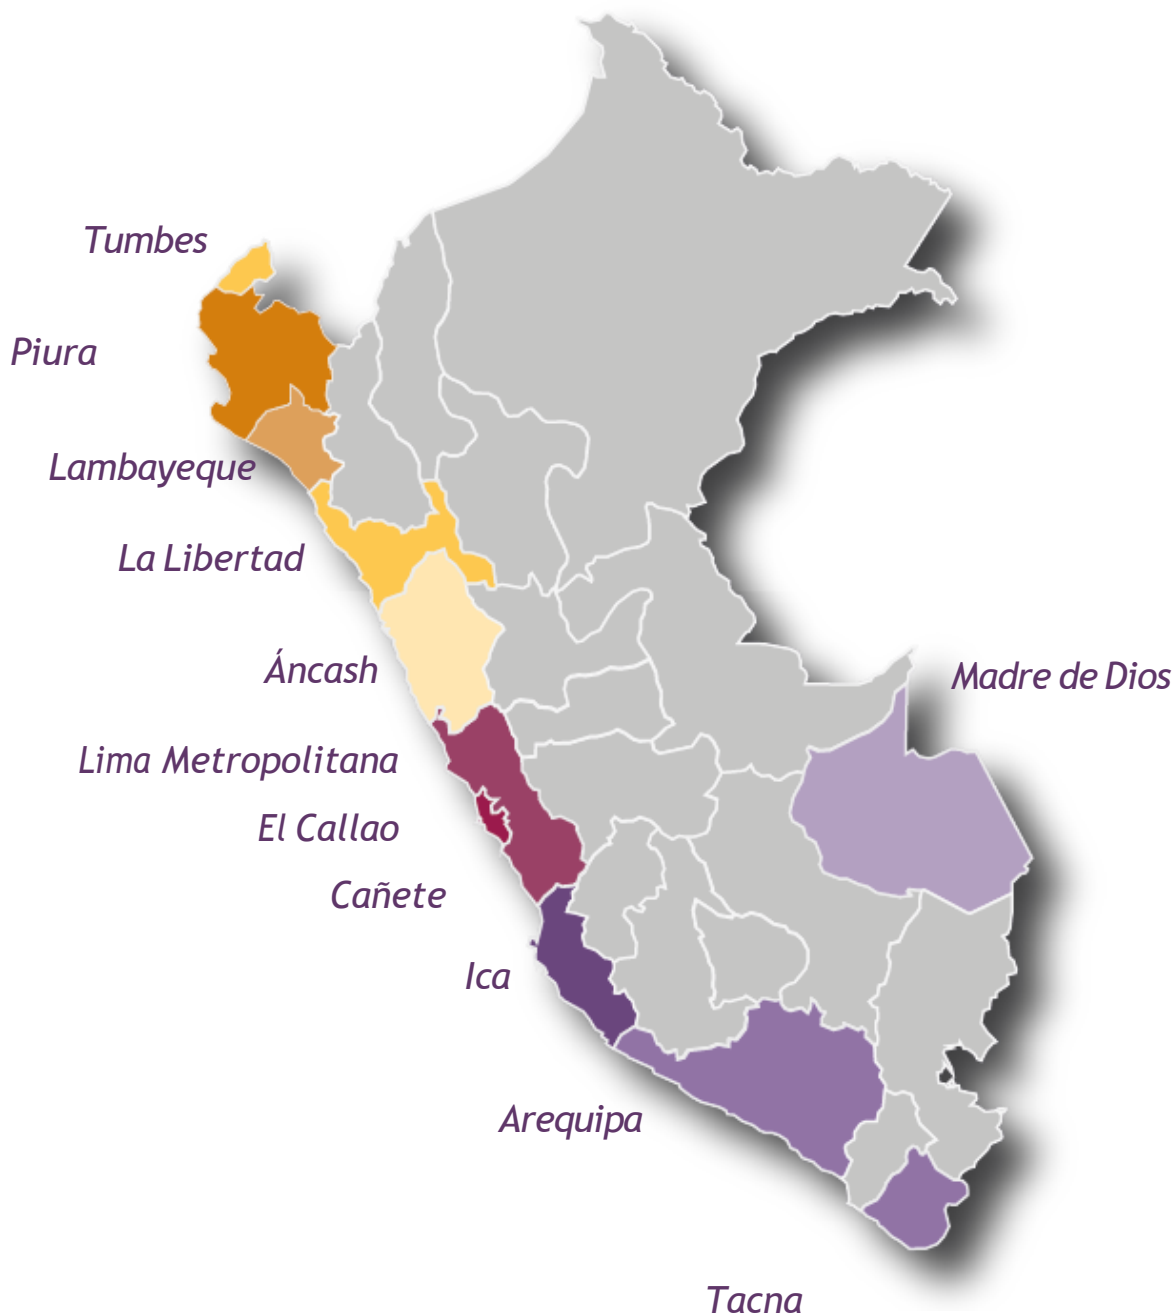 Tumbes
Piura
Lambayeque
La Libertad
Áncash
Madre de Dios
Lima Metropolitana
El Callao
Cañete
Ica
Arequipa
Tacna